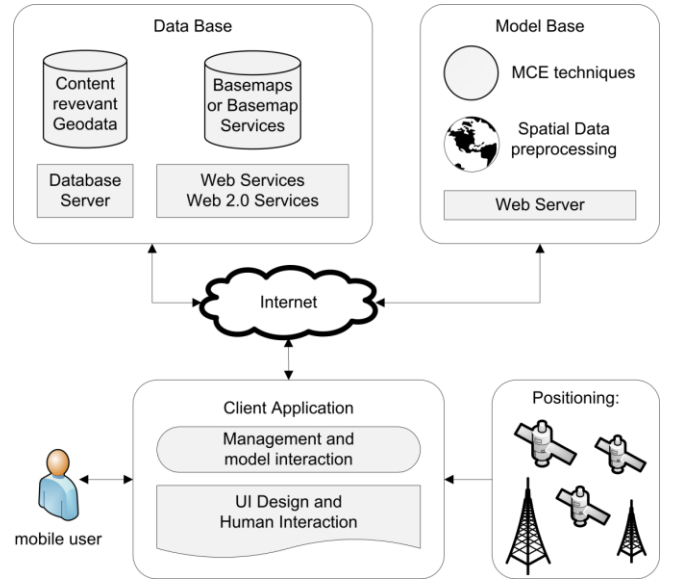 Data Base
Content
revevant
Geodata
Basemaps
or Basemap
Services
Database
Server
Web Services
Web 2.0 Services
Model Base
MCE techniques
Spatial Data
preprocessing
Web Server
Internet
Client Application
Management and
model interaction
UI Design and
Human Interaction
mobile user
Positioning: